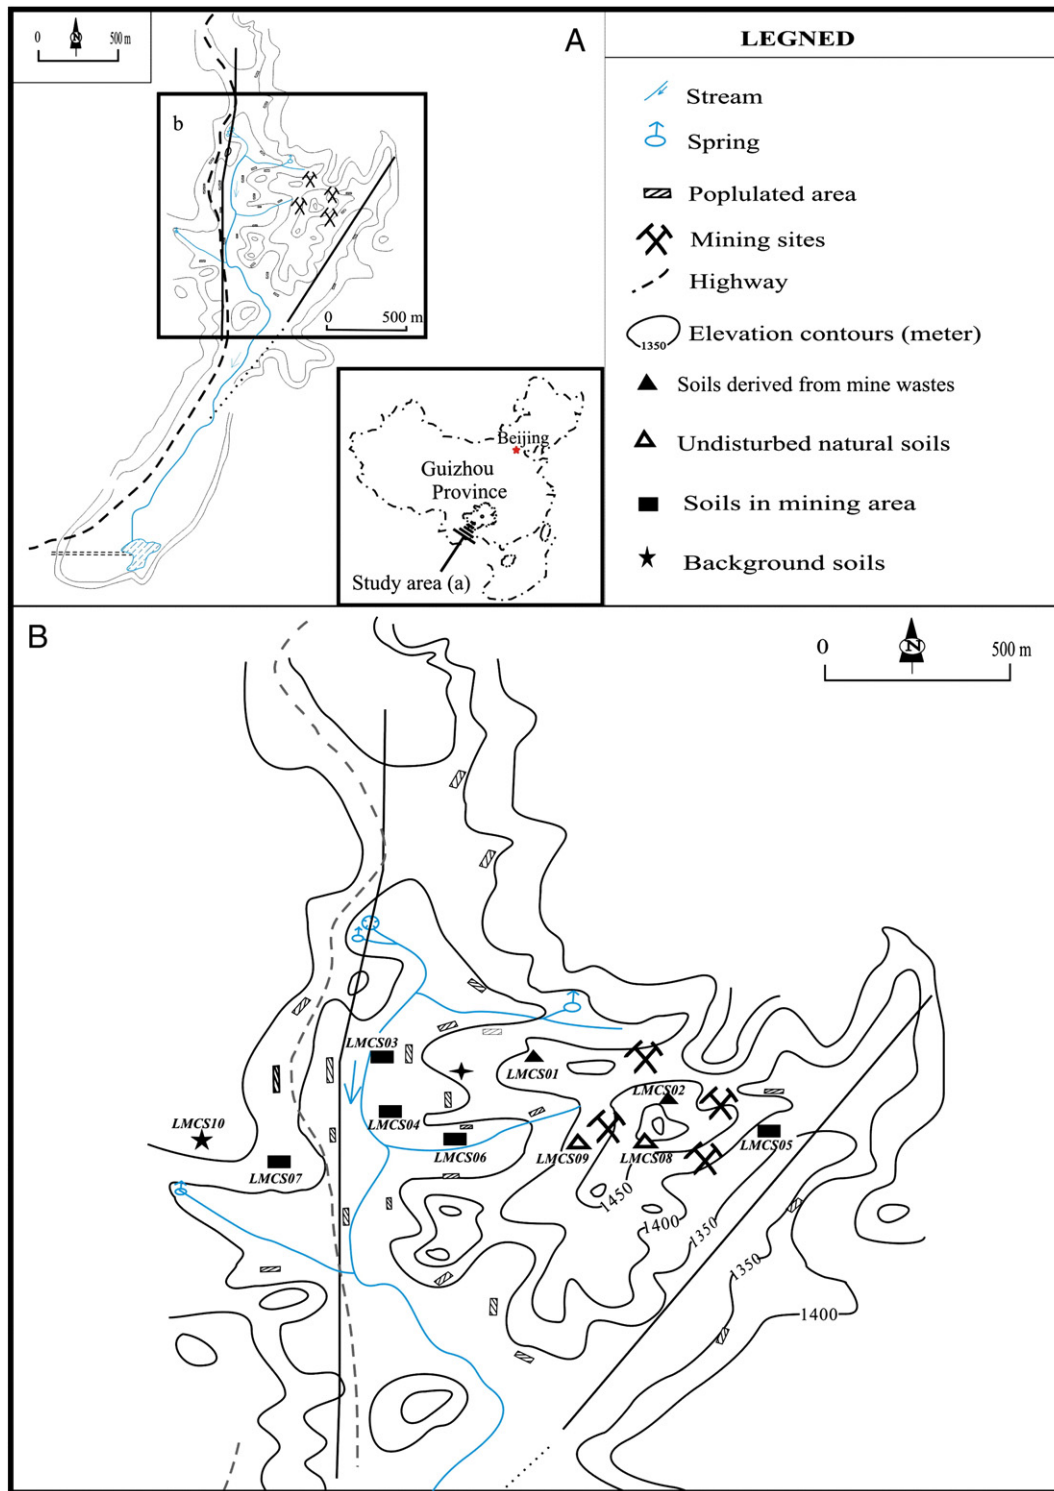 0 N 500 m
A
b
0 500 m
Beijing
Guizhou
Province
Study area (a)
LEGNED
Stream
Spring
Poplulated area
Mining sites
Highway
1350 Elevation contours (meter)
Soils derived from mine wastes
Undisturbed natural soils
Soils in mining area
Background soils
B
0 N 500 m
LMCS03
LMCS01
LMCS02
LMCS04
LMCS10
LMCS06
LMCS09
LMCS08
LMCS05
LMCS07
1450
1400
1350
1350
1400